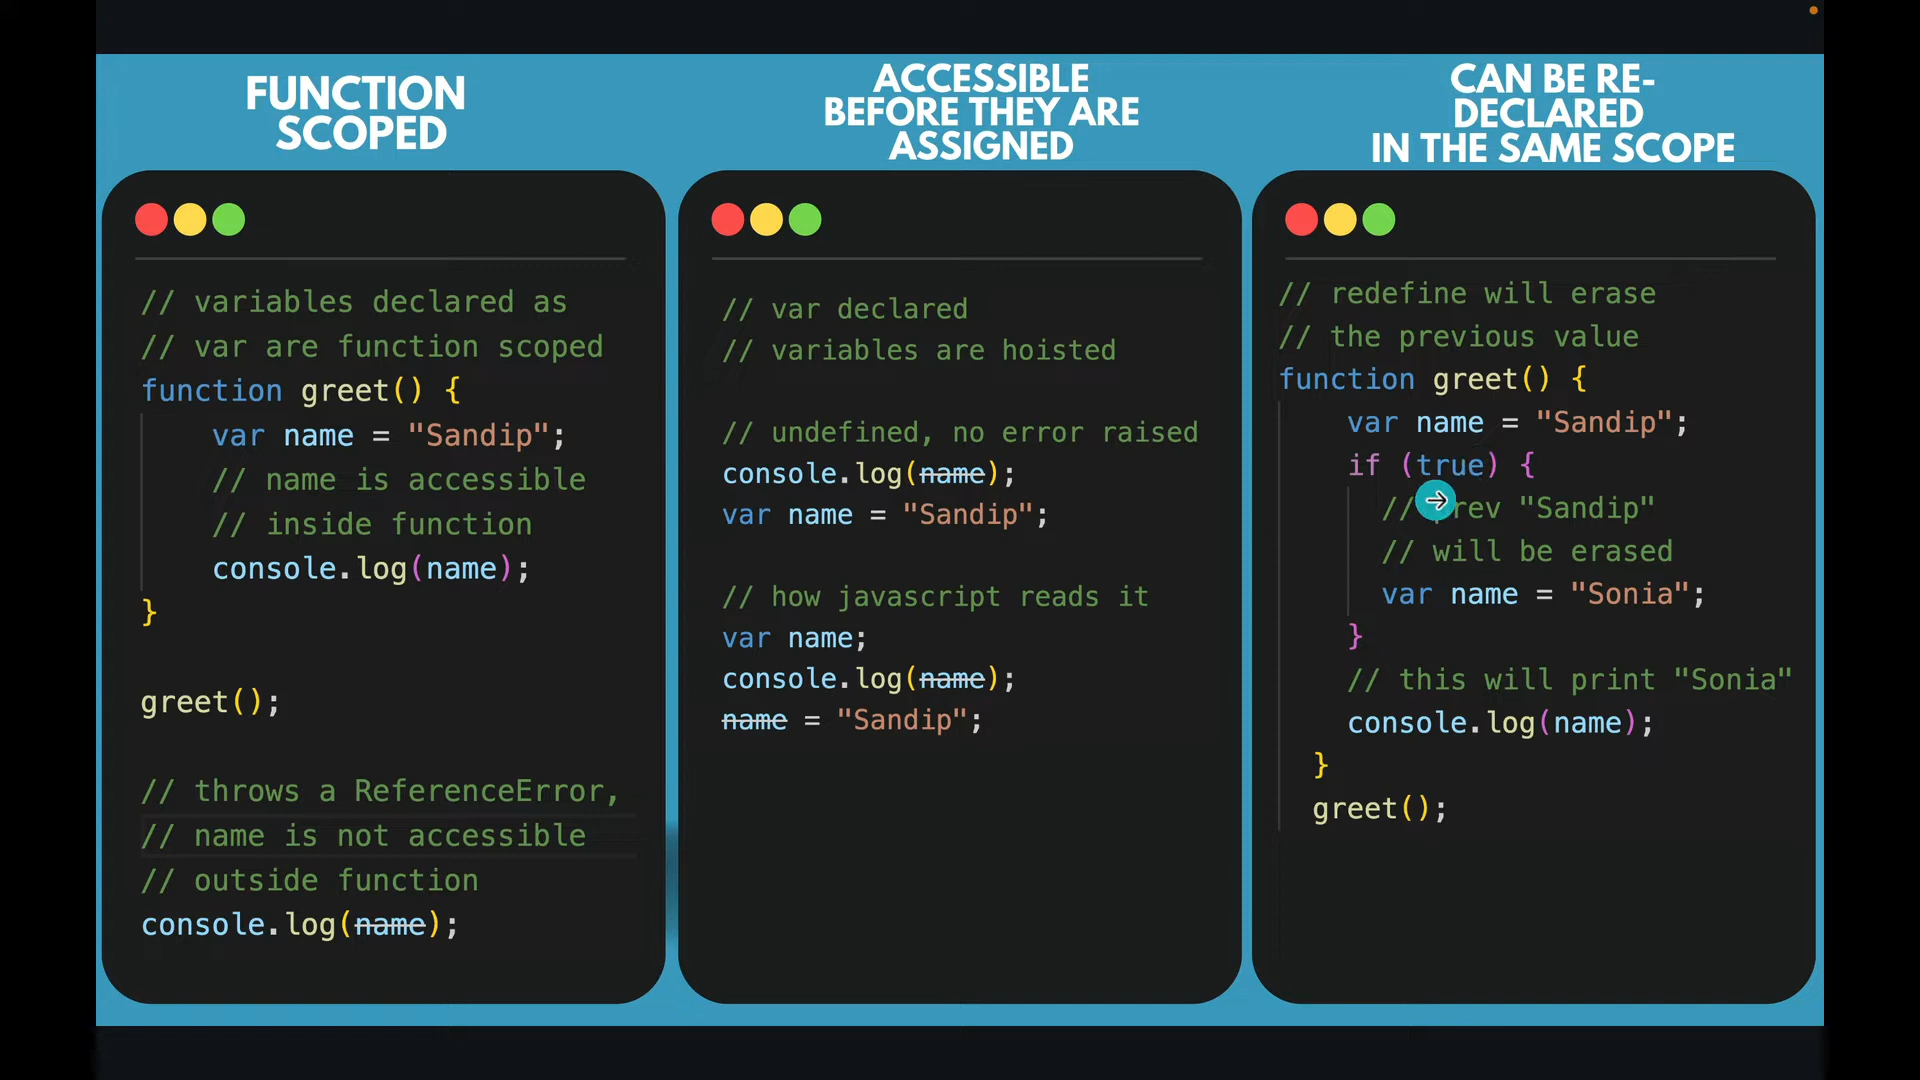 FUNCTION
SCOPED
// variables declared as
// var are function scoped
function greet() {
var name = "Sandip";
// name is accessible
// inside function
console.log(name);
}
greet();
// throws a ReferenceError,
// name is not accessible
// outside function
console.log(name);
ACCESSIBLE
BEFORE THEY ARE
ASSIGNED
// var declared
// variables are hoisted
// undefined, no error raised
console.log(name);
var name = "Sandip";
// how javascript reads it
var name;
console.log(name);
name = "Sandip";
CAN BE RE-
DECLARED
IN THE SAME SCOPE
// redefine will erase
// the previous value
function greet() {
var name = "Sandip";
if (true) {
// prev "Sandip"
// will be erased
var name = "Sonia";
}
// this will print "Sonia"
console.log(name);
}
greet();